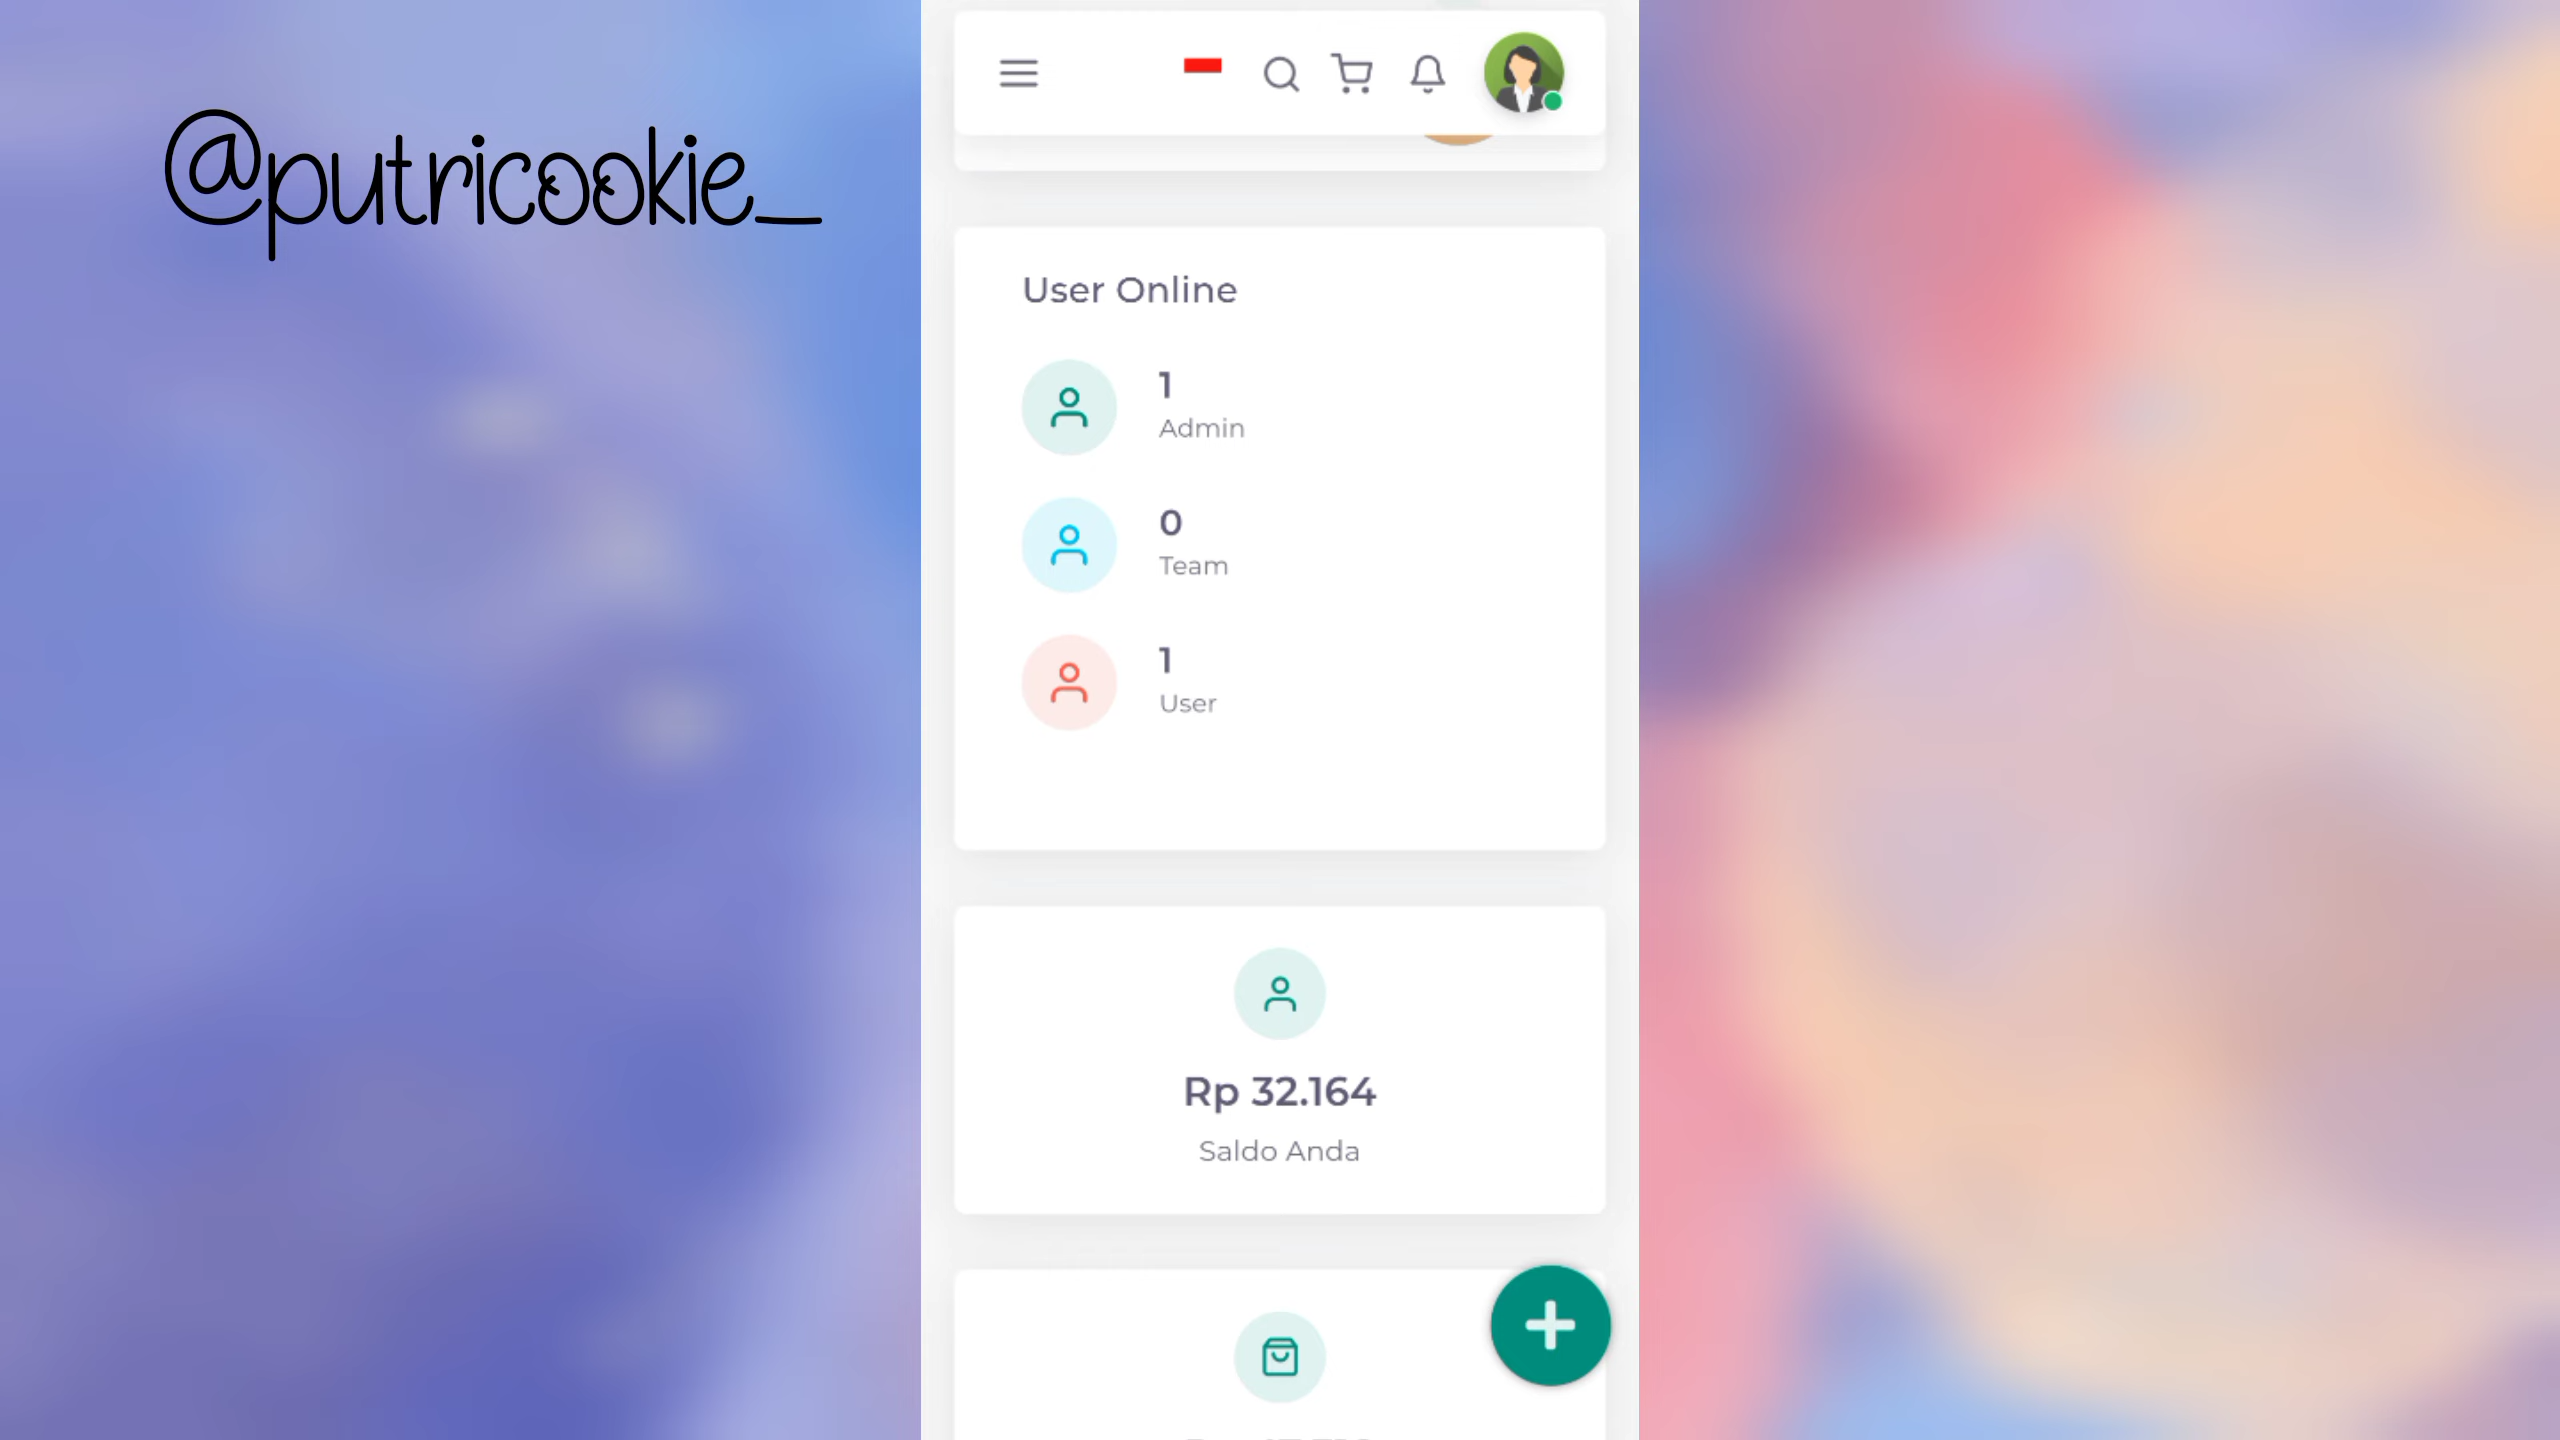 @putricookie_
User Online
1
Admin
0
Team
1
User
Rp 32.164
Saldo Anda